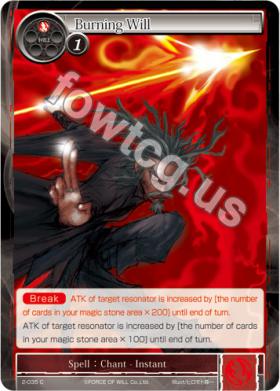 Burning Will
WILL
1
fowtcg.us
Break ATK of target resonator is increased by [the number
of cards in your magic stone area × 200] until end of turn.
ATK of target resonator is increased by [the number
of cards in your magic stone area × 100] until end of turn.
Spell : Chant - Instant
2-035 C ©FORCE OF WILL Co.,Ltd.